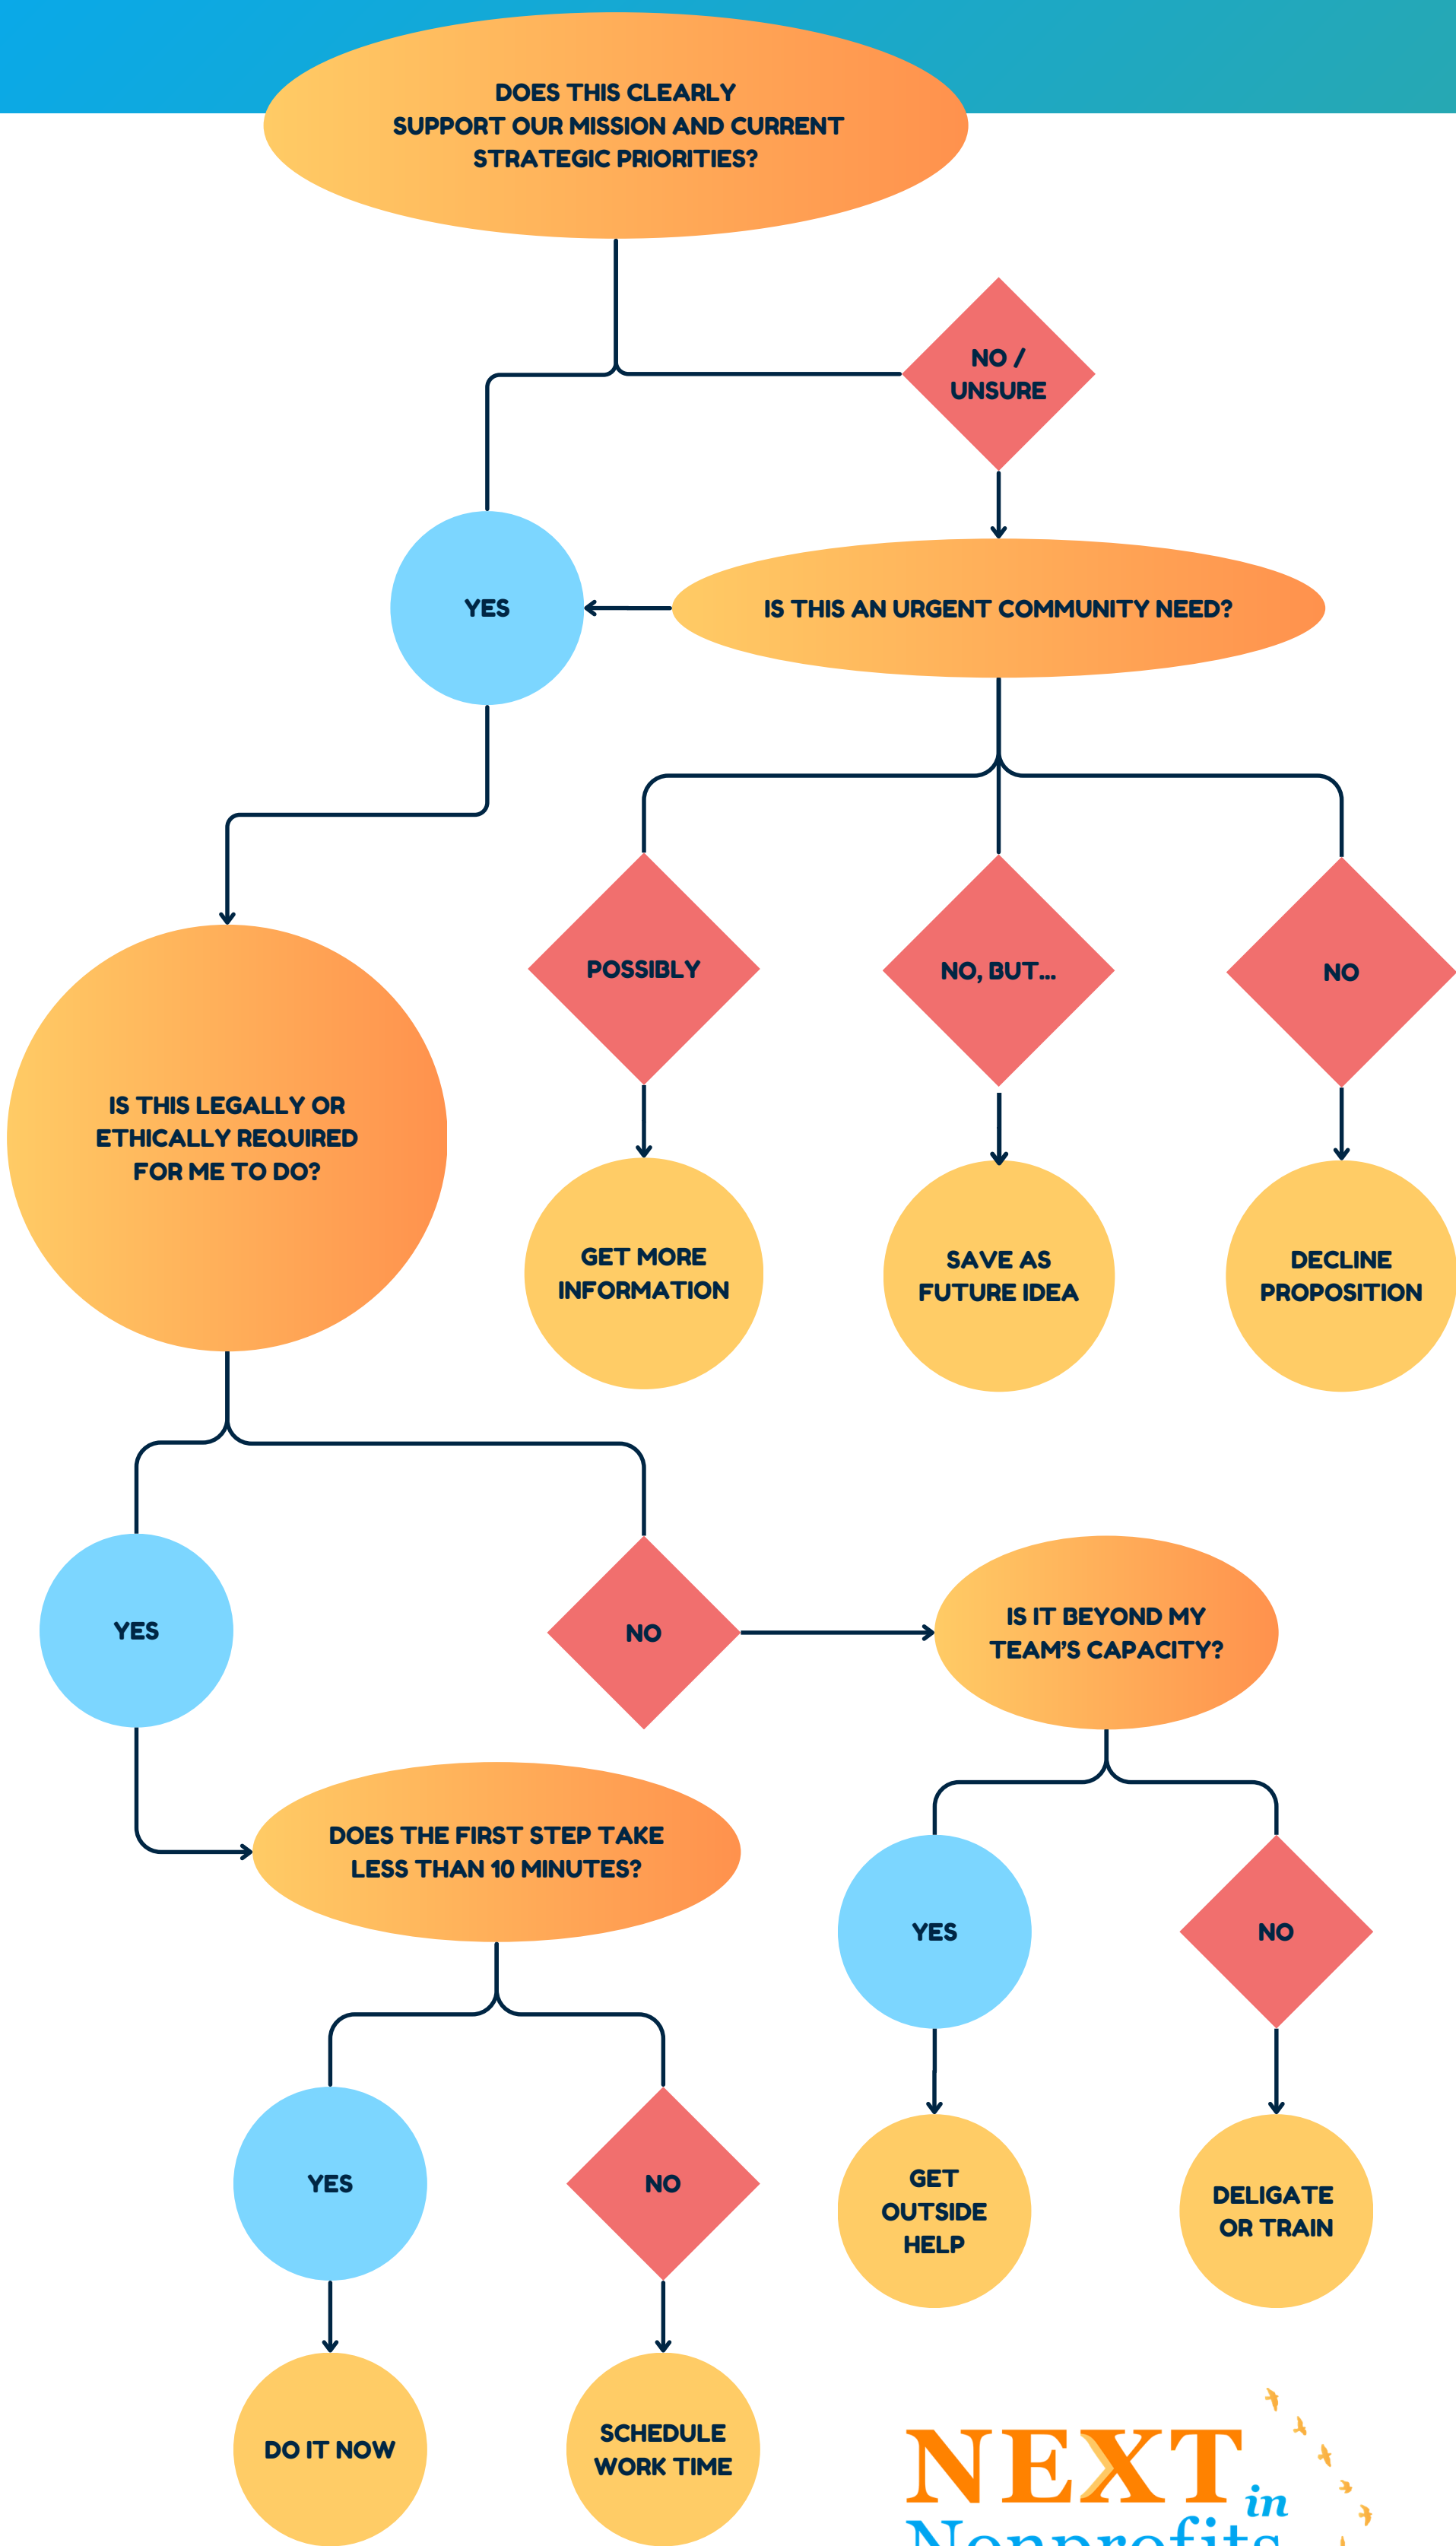 DOES THIS CLEARLY
SUPPORT OUR MISSION AND CURRENT
STRATEGIC PRIORITIES?
NO /
UNSURE
YES
IS THIS AN URGENT COMMUNITY NEED?
POSSIBLY
NO, BUT...
NO
IS THIS LEGALLY OR
ETHICALLY REQUIRED
FOR ME TO DO?
GET MORE
INFORMATION
SAVE AS
FUTURE IDEA
DECLINE
PROPOSITION
YES
NO
IS IT BEYOND MY
TEAM'S CAPACITY?
DOES THE FIRST STEP TAKE
LESS THAN 10 MINUTES?
YES
NO
YES
NO
GET
OUTSIDE
HELP
DELIGATE
OR TRAIN
DO IT NOW
SCHEDULE
WORK TIME
NEXT
in
Nonprofits